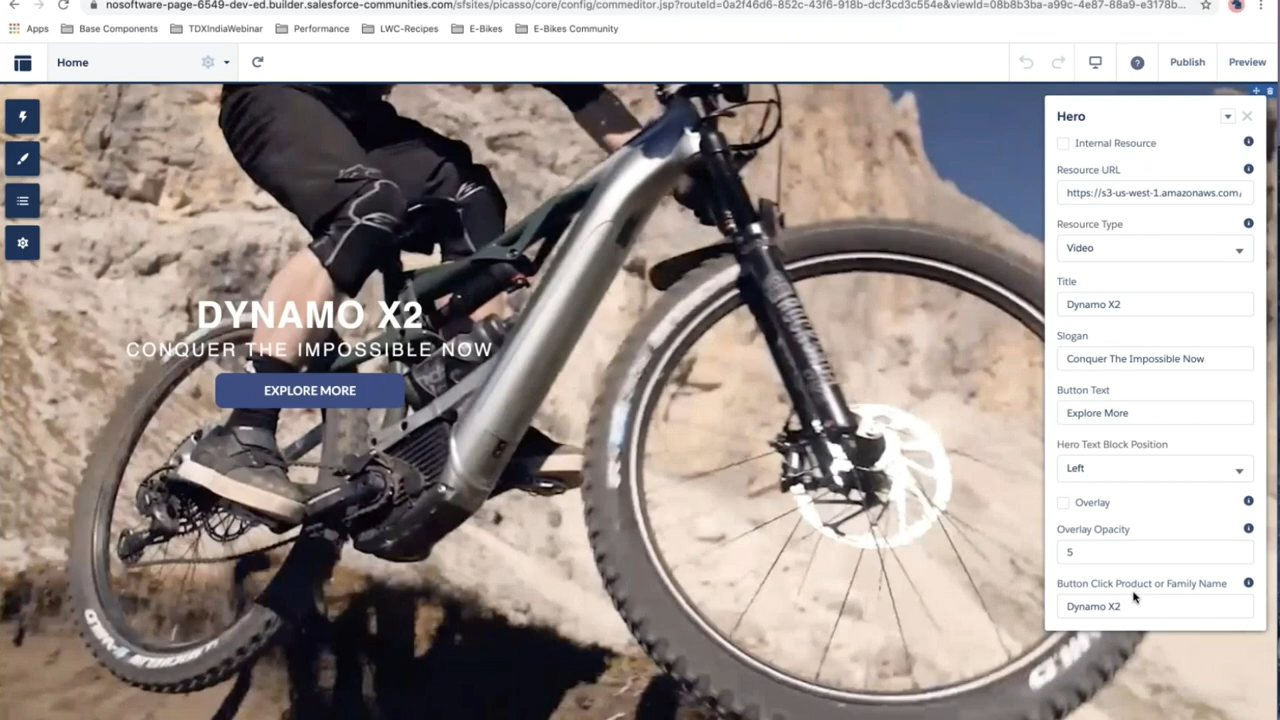 nosoftware-page-6549-dev-ed.builder.salesforce-communities.com/sfsites/picasso/core/config/commeditor.jsp?routeId=0a2f46d6-852c-43f6-918b-dcf3cd3c554e&viewId=08b8b3ba-a99c-4e87-88a9-e3178b...
Apps Base Components TDXIndiaWebinar Performance LWC-Recipes E-Bikes E-Bikes Community
Home
Publish Preview
Hero
Internal Resource
Resource URL
https://s3-us-west-1.amazonaws.com/
Resource Type
Video
Title
Dynamo X2
Slogan
Conquer The Impossible Now
Button Text
Explore More
Hero Text Block Position
Left
Overlay
Overlay Opacity
5
Button Click Product or Family Name
Dynamo X2
DYNAMO X2
CONQUER THE IMPOSSIBLE NOW
EXPLORE MORE